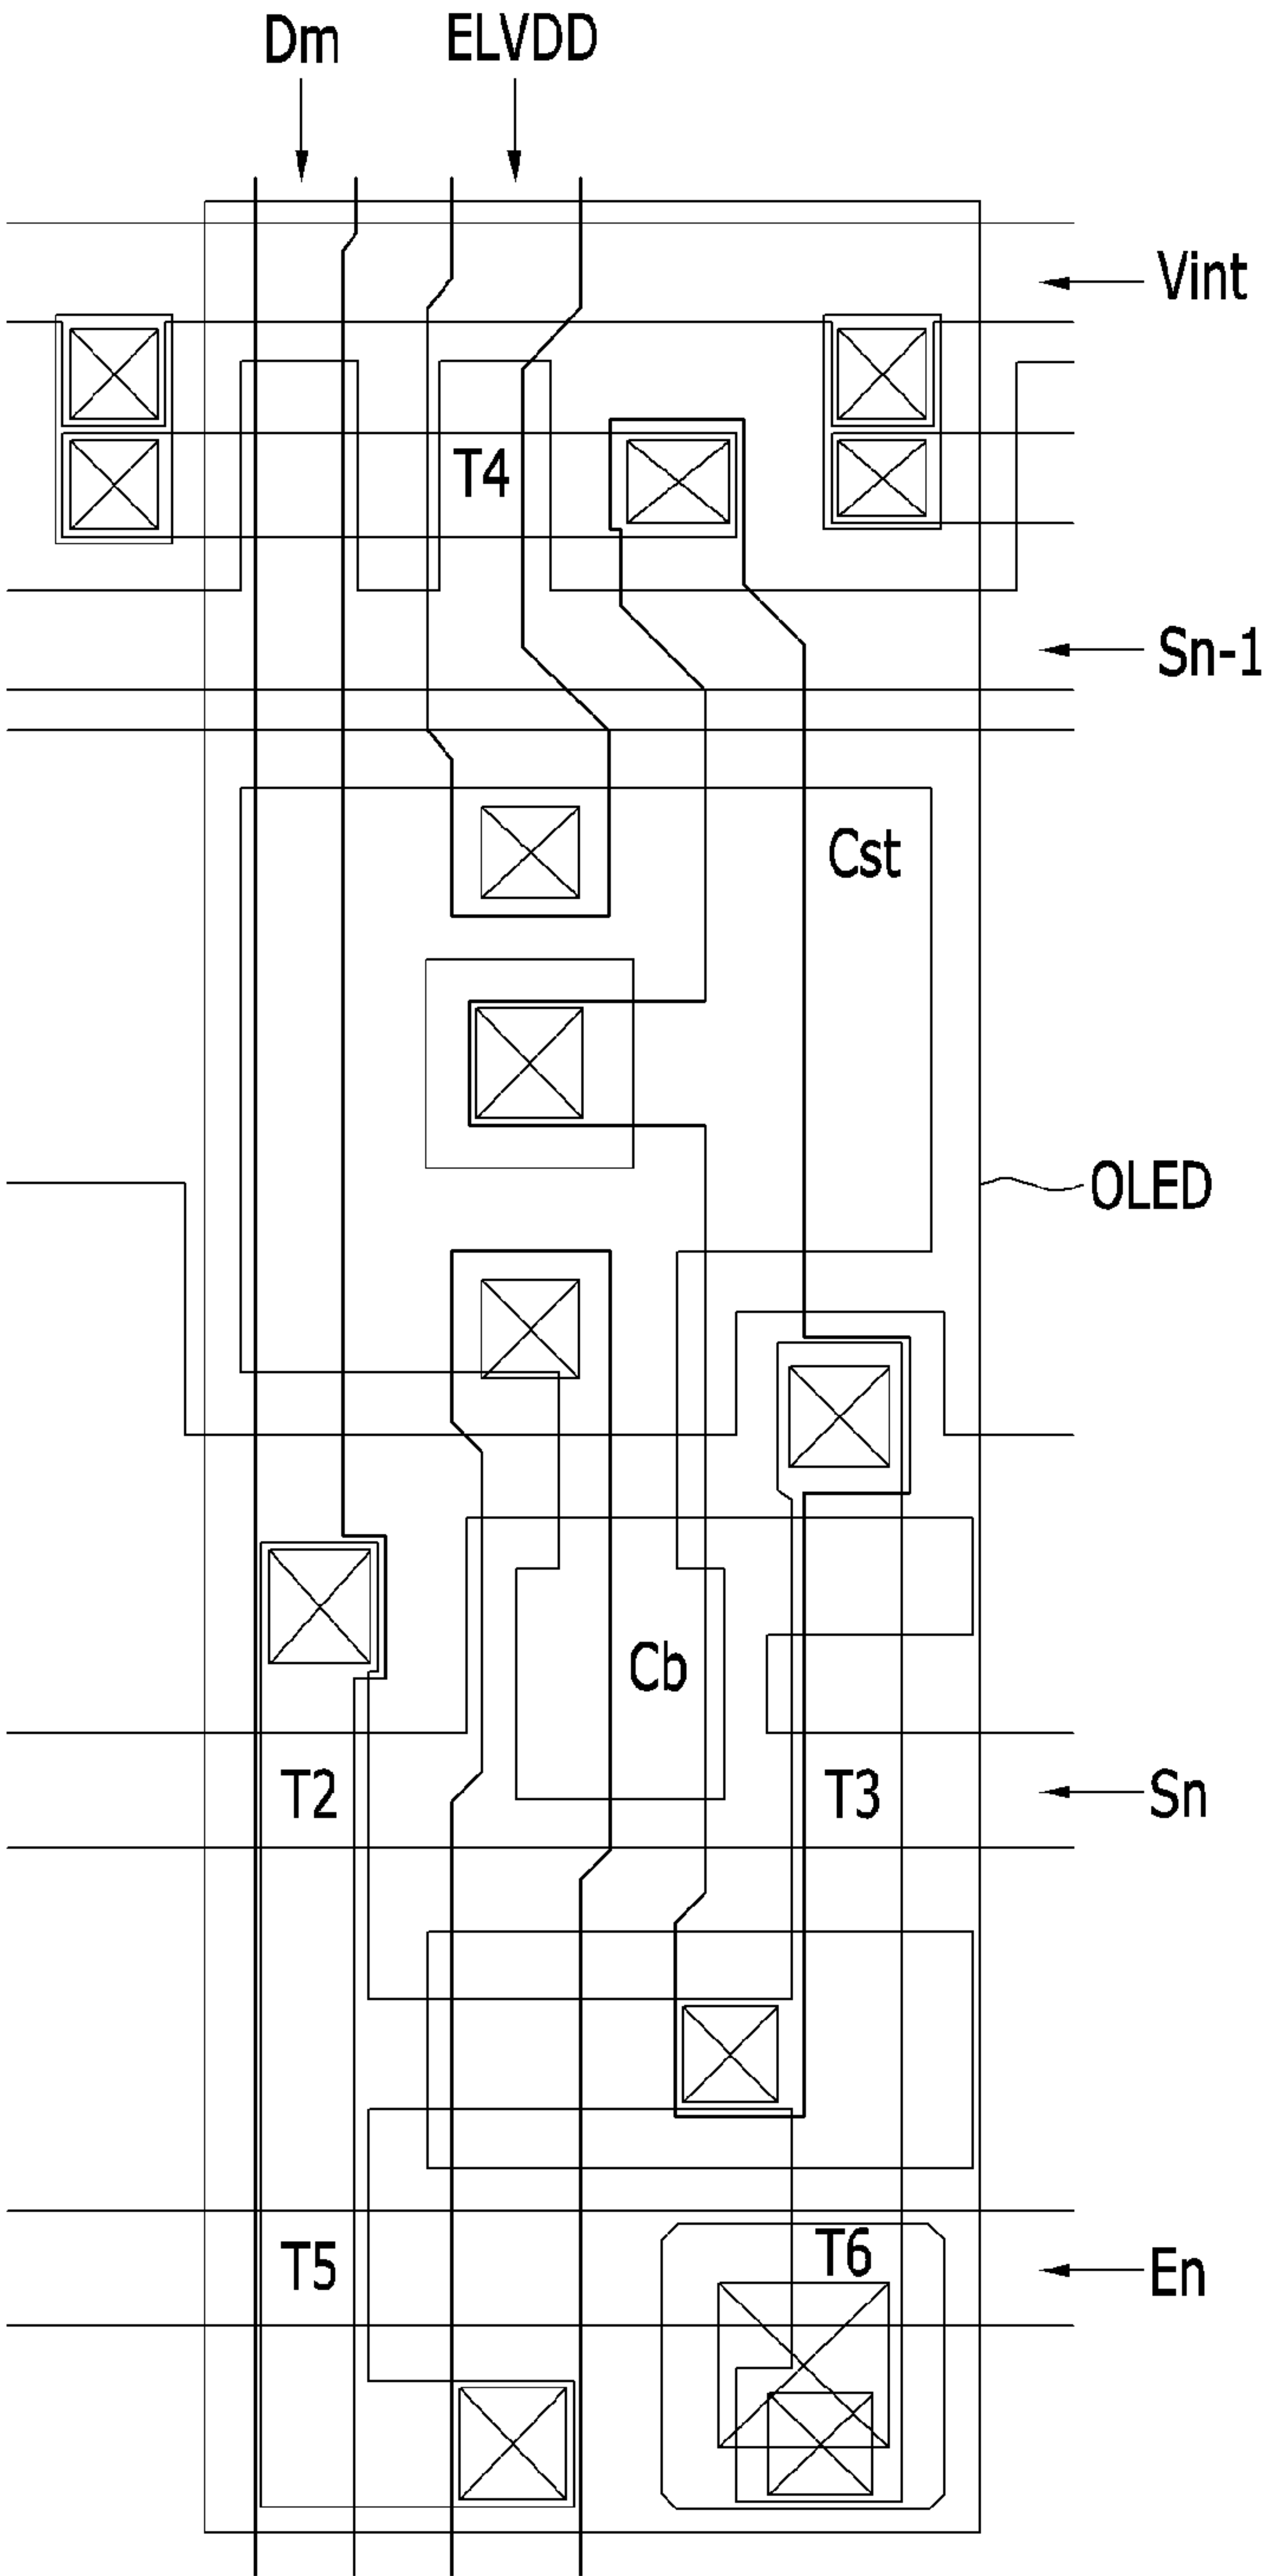 Dm ELVDD
Vint
T4
Sn-1
Cst
OLED
Cb
T2 T3 Sn
T5 T6 En